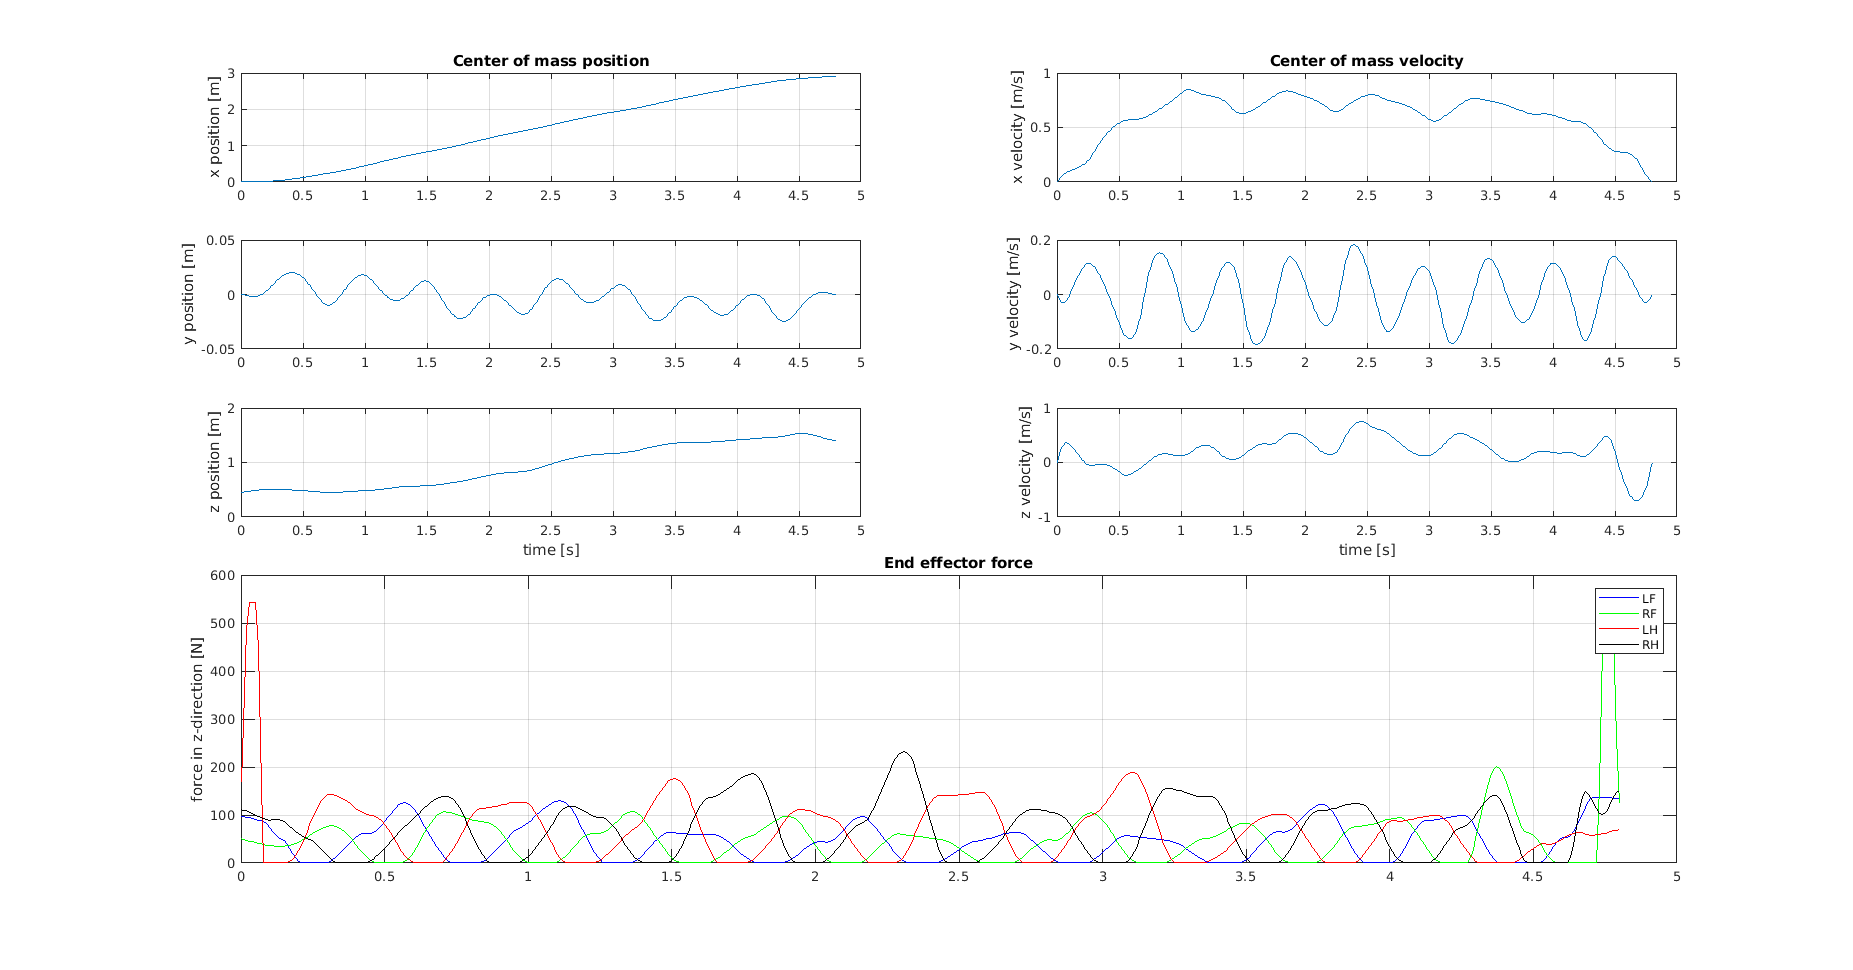 Center of mass position
x position [m]
3
2
1
0
0 0.5 1 1.5 2 2.5 3 3.5 4 4.5 5
Center of mass velocity
x velocity [m/s]
1
0.5
0
0 0.5 1 1.5 2 2.5 3 3.5 4 4.5 5
y position [m]
0.05
0
-0.05
0 0.5 1 1.5 2 2.5 3 3.5 4 4.5 5
y velocity [m/s]
0.2
0
-0.2
0 0.5 1 1.5 2 2.5 3 3.5 4 4.5 5
z position [m]
2
1
0
0 0.5 1 1.5 2 2.5 3 3.5 4 4.5 5
time [s]
z velocity [m/s]
1
0
-1
0 0.5 1 1.5 2 2.5 3 3.5 4 4.5 5
time [s]
End effector force
force in z-direction [N]
600
500
400
300
200
100
0
0 0.5 1 1.5 2 2.5 3 3.5 4 4.5 5
LF
RF
LH
RH